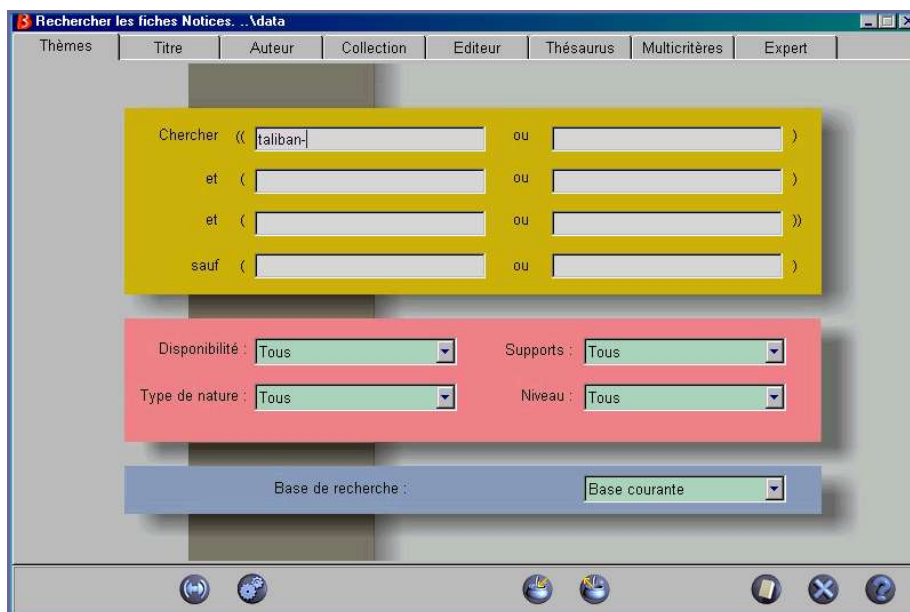 Rechercher les fiches Notices. ..\data
Thèmes Titre Auteur Collection Editeur Thésaurus Multicritères Expert
Chercher (( taliban- ou )
et ( ou )
et ( ou ))
sauf ( ou )
Disponibilité : Tous Supports : Tous
Type de nature : Tous Niveau : Tous
Base de recherche : Base courante